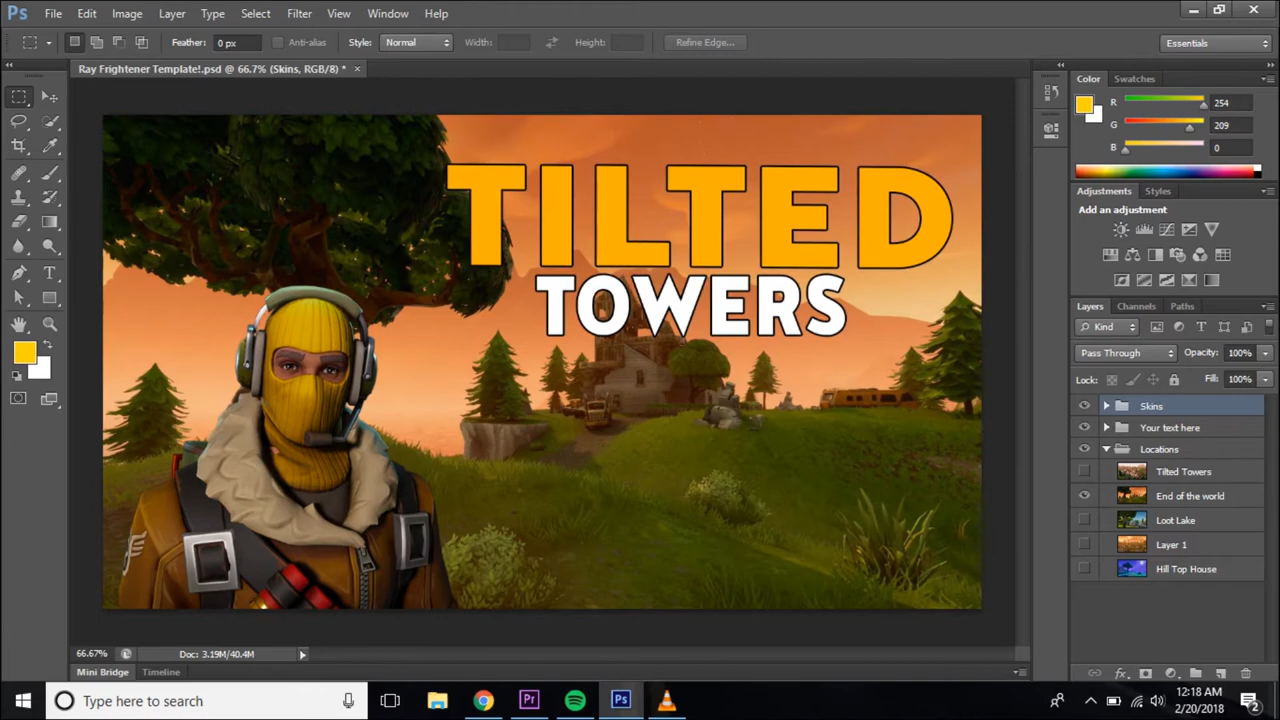 Ps File Edit Image Layer Type Select Filter View Window Help
Feather: 0 px Anti-alias Style: Normal Width: Height: Refine Edge... Essentials
Ray Frightener Template!.psd @ 66.7% (Skins, RGB/8) * ×
Color Swatches
R 254
G 209
B 0
Adjustments Styles
Add an adjustment
TILTED
TOWERS
Layers Channels Paths
Kind
Pass Through Opacity: 100%
Lock: Fill: 100%
Skins
Your text here
Locations
Tilted Towers
End of the world
Loot Lake
Layer 1
Hill Top House
66.67% Doc: 3.19M/40.4M
Mini Bridge Timeline
Type here to search
Pr
Ps
12:18 AM
2/20/2018
2